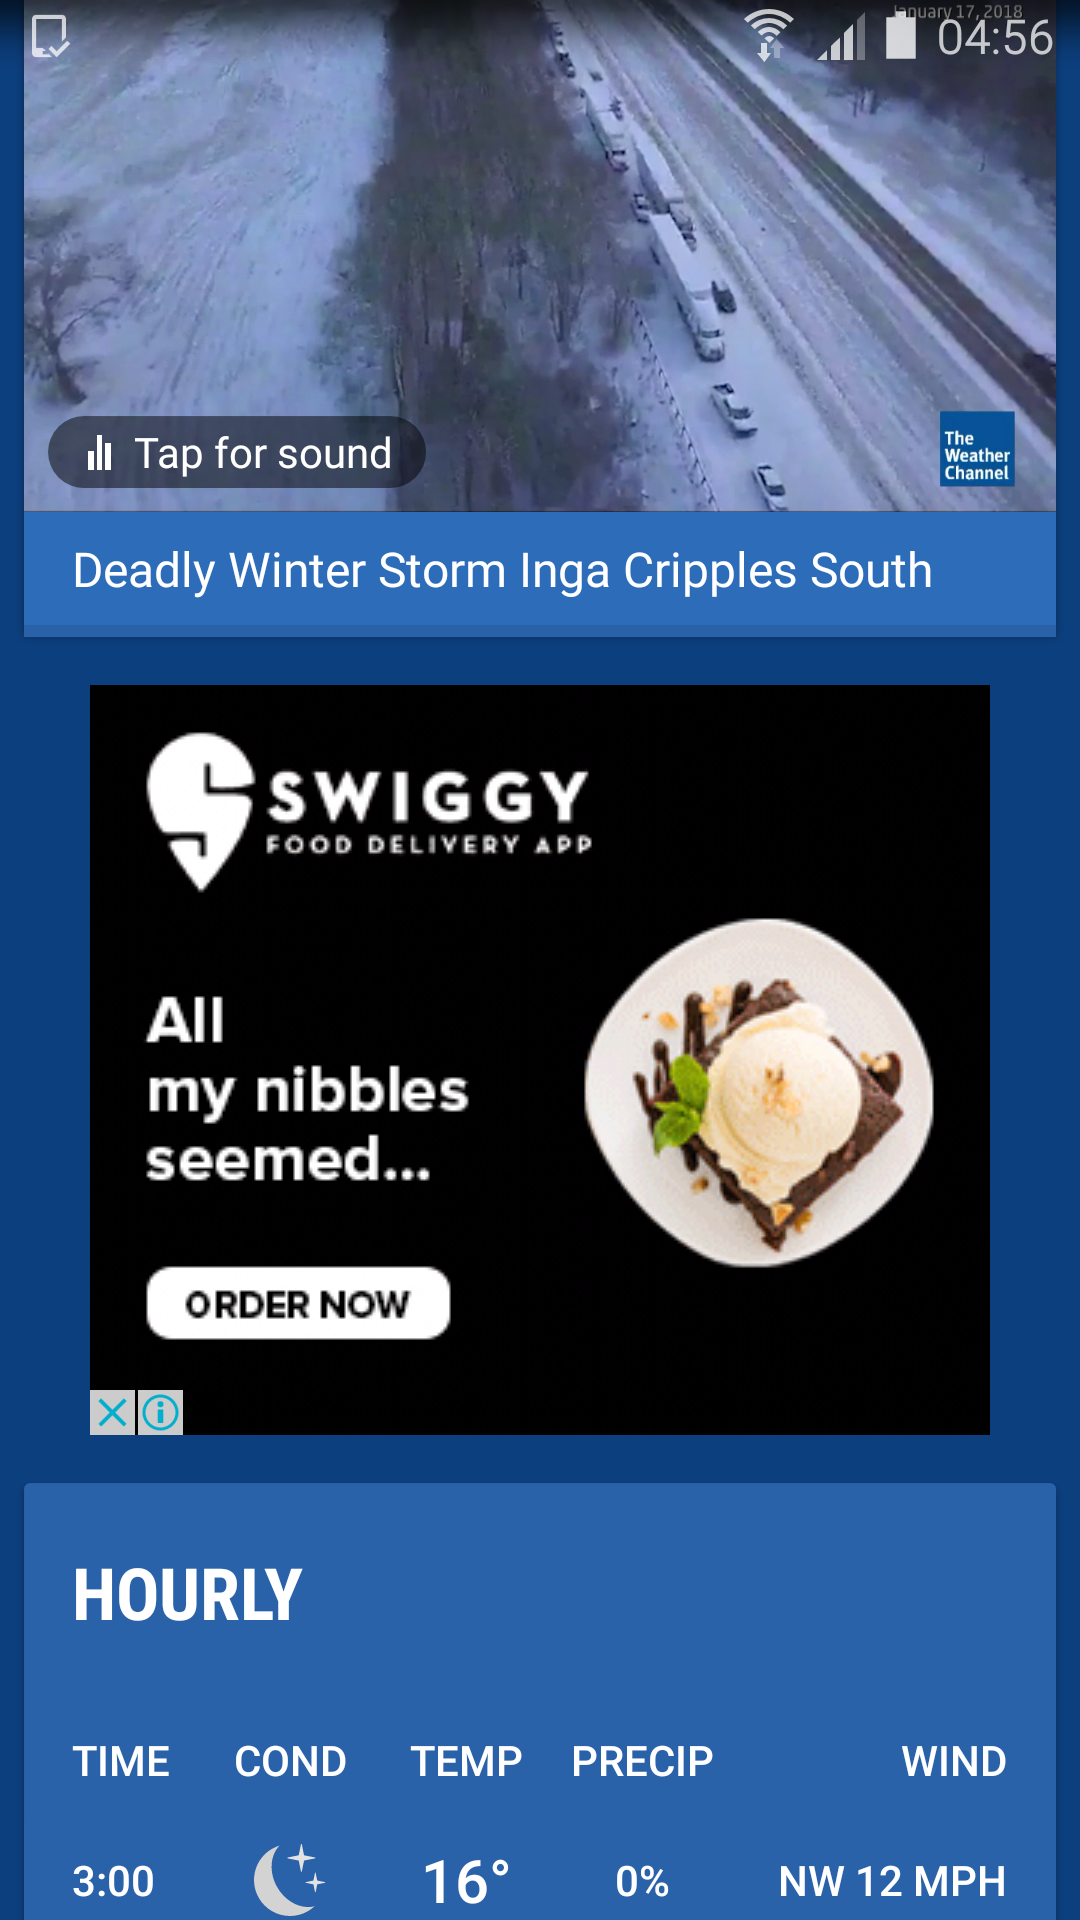 January 17, 2018
04:56
Tap for sound
The
Weather
Channel
Deadly Winter Storm Inga Cripples South
SWIGGY
FOOD DELIVERY APP
All
my nibbles
seemed...
ORDER NOW
HOURLY
TIME COND TEMP PRECIP WIND
3:00 16° 0% NW 12 MPH